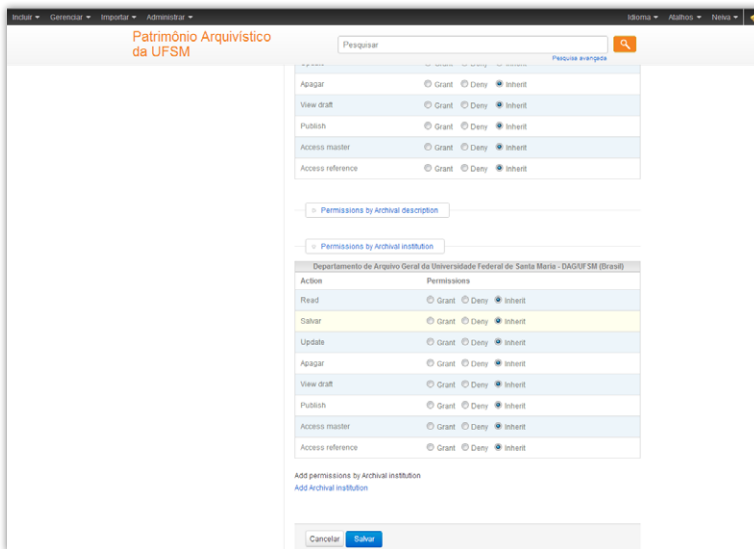 Incluir Gerenciar Importar Administrar Idioma Atalhos Neiva
Patrimônio Arquivístico
da UFSM
Pesquisar
Pesquisa avançada
Update Grant Deny Inherit
Apagar Grant Deny Inherit
View draft Grant Deny Inherit
Publish Grant Deny Inherit
Access master Grant Deny Inherit
Access reference Grant Deny Inherit
Permissions by Archival description
Permissions by Archival institution
Departamento de Arquivo Geral da Universidade Federal de Santa Maria - DAG/UFSM (Brasil)
Action Permissions
Read Grant Deny Inherit
Salvar Grant Deny Inherit
Update Grant Deny Inherit
Apagar Grant Deny Inherit
View draft Grant Deny Inherit
Publish Grant Deny Inherit
Access master Grant Deny Inherit
Access reference Grant Deny Inherit
Add permissions by Archival institution
Add Archival institution
Cancelar Salvar